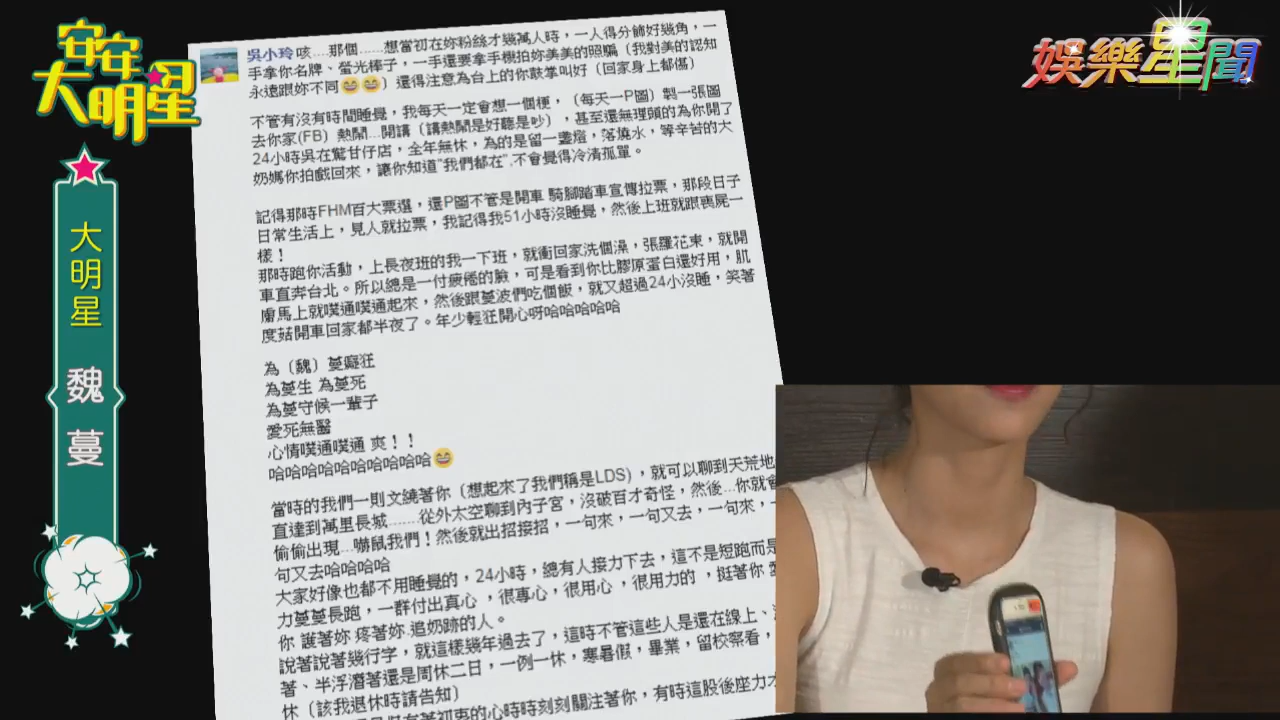 安安
大明星
大明星
魏蔓
娛樂星聞
吳小玲 咳....那個......想當初在妳粉絲才幾萬人時，一人得分飾好幾角，一
手拿你名牌、螢光棒子，一手還要拿手機拍妳美美的照騙〔我對美的認知
永遠跟妳不同😄😄〕還得注意為台上的你鼓掌叫好〔回家身上都傷〕
不管有沒有時間睡覺，我每天一定會想一個梗，〔每天一P圖〕製一張圖
去你家(FB) 熱鬧...開講〔講熱鬧是好聽是吵〕，甚至還無理頭的為你開了
24小時吳在驚甘仔店，全年無休，為的是留一盞燈，落燒水，等辛苦的大
奶媽你拍戲回來，讓你知道"我們都在",不會覺得冷清孤單。
記得那時FHM百大票選，還P圖不管是開車 騎腳踏車宣傳拉票，那段日子
日常生活上，見人就拉票，我記得我51小時沒睡覺，然後上班就跟喪屍一
樣！
那時跑你活動，上長夜班的我一下班，就衝回家洗個澡，張羅花束，就開
車直奔台北。所以總是一付疲倦的臉，可是看到你比膠原蛋白還好用，肌
膚馬上就噗通噗通起來，然後跟蔓波們吃個飯，就又超過24小沒睡，笑著
度菇開車回家都半夜了。年少輕狂開心呀哈哈哈哈哈
為〔魏〕蔓癡狂
為蔓生 為蔓死
為蔓守候一輩子
愛死無醫
心情噗通噗通 爽！！
哈哈哈哈哈哈哈哈哈哈😄
當時的我們一則文繞著你〔想起來了我們稱是LDS〕，就可以聊到天荒地
直達到萬里長城.......從外太空聊到內子宮，沒破百才奇怪，然後...你就會
偷偷出現...嚇鼠我們！然後就出招接招，一句來，一句又去，一句來，
句又去哈哈哈哈
大家好像也都不用睡覺的，24小時，總有人接力下去，這不是短跑而是
力蔓蔓長跑，一群付出真心 ，很專心，很用心 ，很用力的 ，挺著你 愛
你 護著妳 疼著妳.追奶跡的人。
說著說著幾行字，就這樣幾年過去了，這時不管這些人是還在線上、
著、半浮潛著還是周休二日，一例一休，寒暑假，畢業，留校察看，
休〔該我退休時請告知〕
的心時時刻刻關注著你，有時這股後座力才